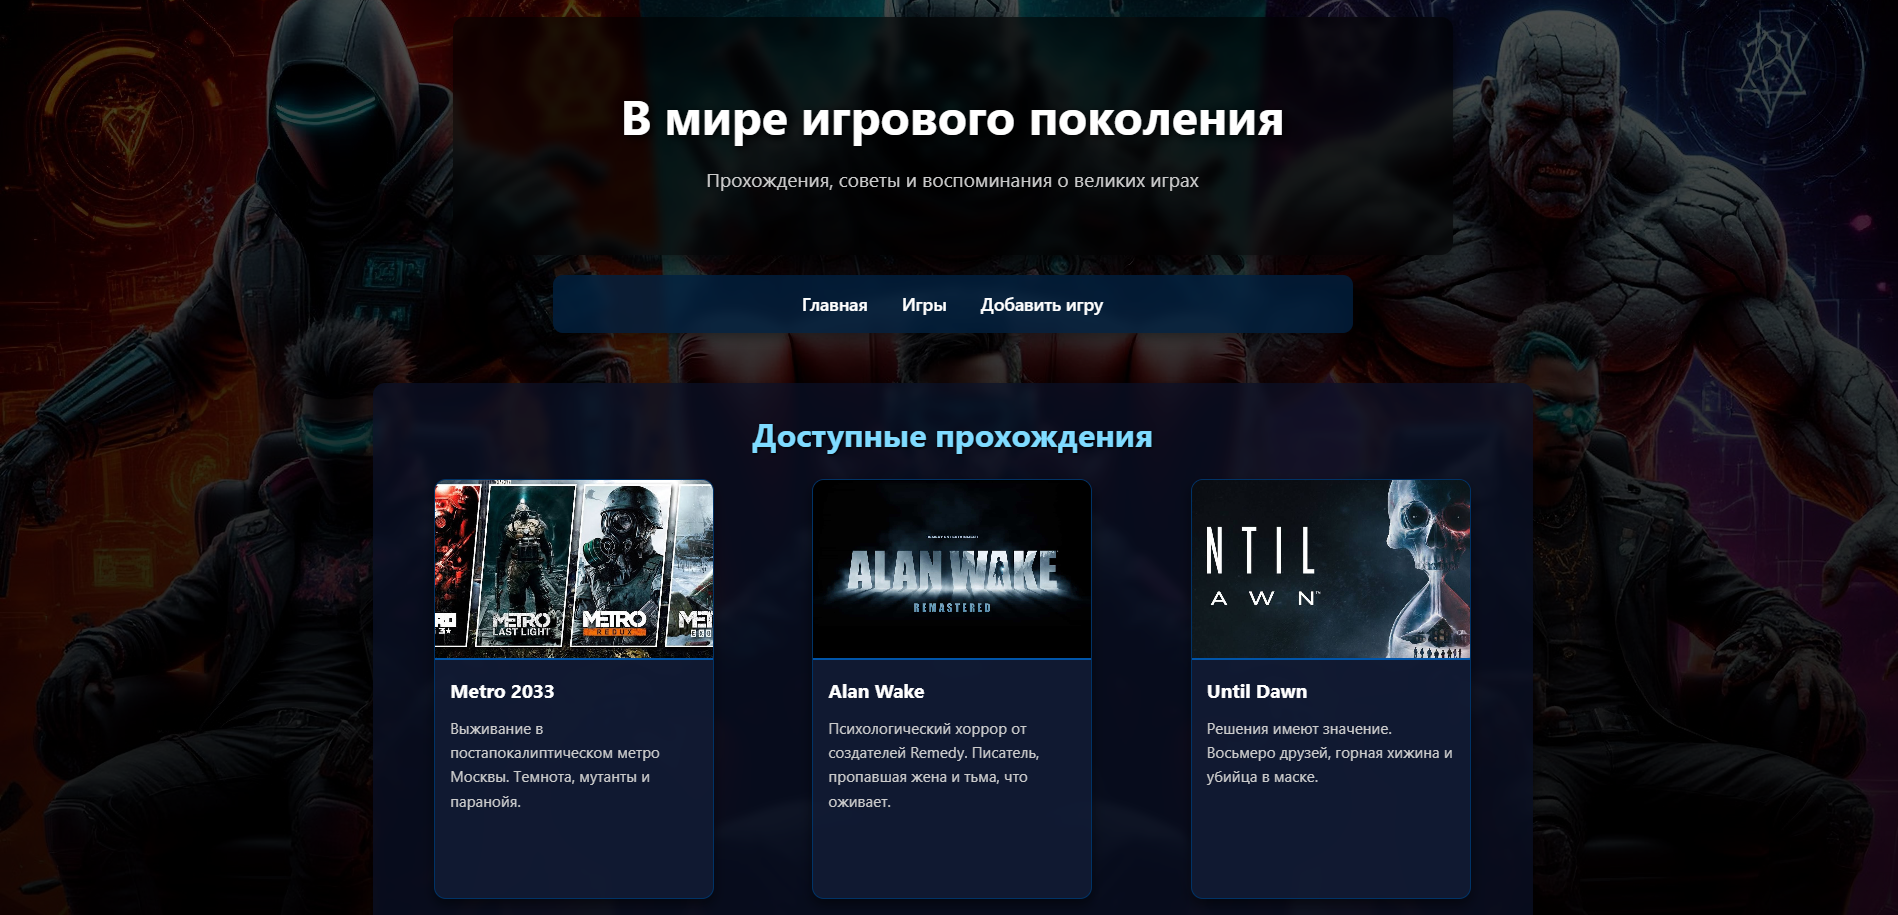 В мире игрового поколения
Прохождения, советы и воспоминания о великих играх
Главная Игры Добавить игру
Доступные прохождения
METRO LAST LIGHT
METRO REDUX
ALAN WAKE
REMASTERED
NTIL
AWN™
Metro 2033
Выживание в
постапокалиптическом метро
Москвы. Темнота, мутанты и
паранойя.
Alan Wake
Психологический хоррор от
создателей Remedy. Писатель,
пропавшая жена и тьма, что
оживает.
Until Dawn
Решения имеют значение.
Восьмеро друзей, горная хижина и
убийца в маске.